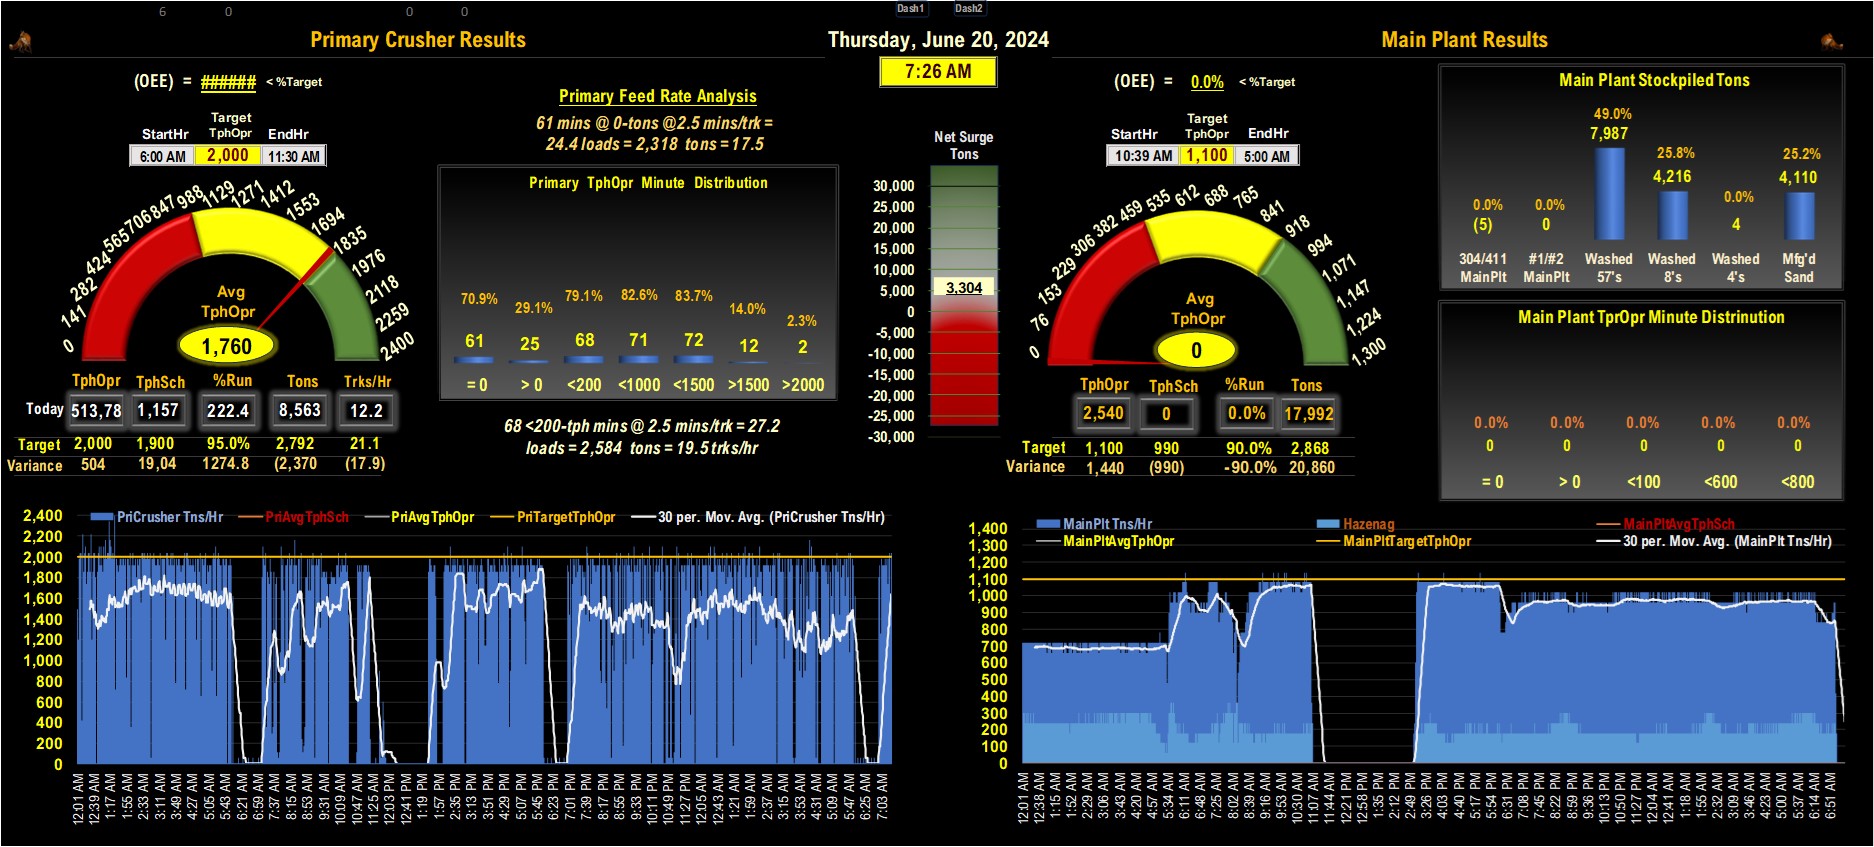 6 0 0 0 Dash1 Dash2
Primary Crusher Results
Thursday, June 20, 2024
Main Plant Results
7:26 AM
(OEE) = ###### < %Target
Target
StartHr TphOpr EndHr
6:00 AM 2,000 11:30 AM
0 141 282 424 565 706 847 988 1129 1271 1412 1553 1694 1835 1976 2118 2259 2400
Avg
TphOpr
1,760
TphOpr TphSch %Run Tons Trks/Hr
Today 513,78 1,157 222.4 8,563 12.2
Target 2,000 1,900 95.0% 2,792 21.1
Variance 504 19,04 1274.8 (2,370 (17.9)
Primary Feed Rate Analysis
61 mins @ 0-tons @2.5 mins/trk =
24.4 loads = 2,318 tons = 17.5
Primary TphOpr Minute Distribution
70.9% 29.1% 79.1% 82.6% 83.7% 14.0% 2.3%
61 25 68 71 72 12 2
= 0 > 0 <200 <1000 <1500 >1500 >2000
68 <200-tph mins @ 2.5 mins/trk = 27.2
loads = 2,584 tons = 19.5 trks/hr
Net Surge
Tons
30,000
25,000
20,000
15,000
10,000
5,000
0
-5,000
-10,000
-15,000
-20,000
-25,000
-30,000
3,304
(OEE) = 0.0% < %Target
Target
StartHr TphOpr EndHr
10:39 AM 1,100 5:00 AM
0 76 153 229 306 382 459 535 612 688 765 841 918 994 1,071 1,147 1,224 1,300
Avg
TphOpr
0
TphOpr TphSch %Run Tons
2,540 0 0.0% 17,992
Target 1,100 990 90.0% 2,868
Variance 1,440 (990) -90.0% 20,860
Main Plant Stockpiled Tons
0.0% 0.0% 49.0% 25.8% 0.0% 25.2%
(5) 0 7,987 4,216 4 4,110
304/411 #1/#2 Washed Washed Washed Mfg'd
MainPlt MainPlt 57's 8's 4's Sand
Main Plant TprOpr Minute Distrinution
0.0% 0.0% 0.0% 0.0% 0.0%
0 0 0 0 0
= 0 > 0 <100 <600 <800
PriCrusher Tns/Hr PriAvgTphSch PriAvgTphOpr PriTargetTphOpr 30 per. Mov. Avg. (PriCrusher Tns/Hr)
2,400
2,200
2,000
1,800
1,600
1,400
1,200
1,000
800
600
400
200
0
12:01 AM 12:39 AM 1:17 AM 1:55 AM 2:33 AM 3:11 AM 3:49 AM 4:27 AM 5:05 AM 5:43 AM 6:21 AM 6:59 AM 7:37 AM 8:15 AM 8:53 AM 9:31 AM 10:09 AM 10:47 AM 11:25 AM 12:03 PM 12:41 PM 1:19 PM 1:57 PM 2:35 PM 3:13 PM 3:51 PM 4:29 PM 5:07 PM 5:45 PM 6:23 PM 7:01 PM 7:39 PM 8:17 PM 8:55 PM 9:33 PM 10:11 PM 10:49 PM 11:27 PM 12:05 AM 12:43 AM 1:21 AM 1:59 AM 2:37 AM 3:15 AM 3:53 AM 4:31 AM 5:09 AM 5:47 AM 6:25 AM 7:03 AM
MainPlt Tns/Hr Hazenag MainPltAvgTphSch
MainPltAvgTphOpr MainPltTargetTphOpr 30 per. Mov. Avg. (MainPlt Tns/Hr)
1,400
1,300
1,200
1,100
1,000
900
800
700
600
500
400
300
200
100
0
12:01 AM 12:38 AM 1:15 AM 1:52 AM 2:29 AM 3:06 AM 3:43 AM 4:20 AM 4:57 AM 5:34 AM 6:11 AM 6:48 AM 7:25 AM 8:02 AM 8:39 AM 9:16 AM 9:53 AM 10:30 AM 11:07 AM 11:44 AM 12:21 PM 12:58 PM 1:35 PM 2:12 PM 2:49 PM 3:26 PM 4:03 PM 4:40 PM 5:17 PM 5:54 PM 6:31 PM 7:08 PM 7:45 PM 8:22 PM 8:59 PM 9:36 PM 10:13 PM 10:50 PM 11:27 PM 12:04 AM 12:41 AM 1:18 AM 1:55 AM 2:32 AM 3:09 AM 3:46 AM 4:23 AM 5:00 AM 5:37 AM 6:14 AM 6:51 AM